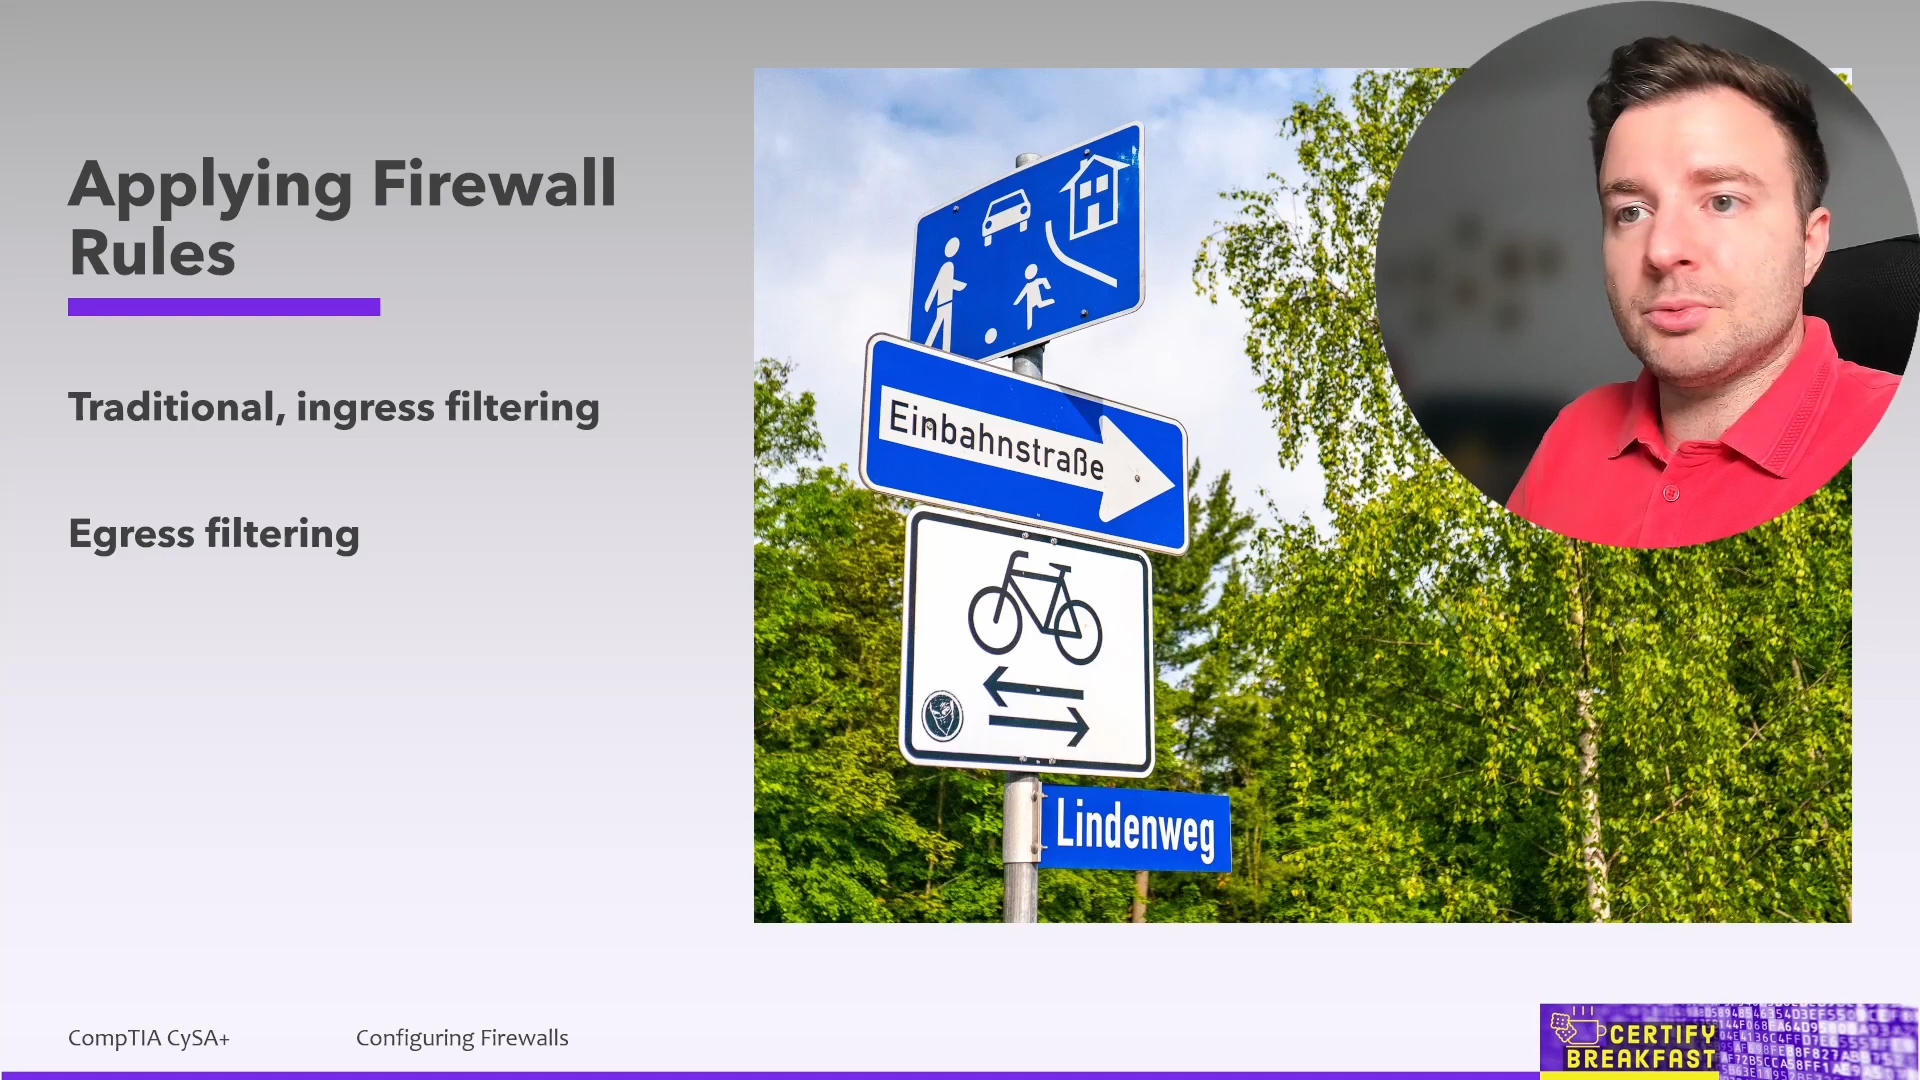 Applying Firewall
Rules
Traditional, ingress filtering
Egress filtering
Einbahnstraße
Lindenweg
CompTIA CySA+
Configuring Firewalls
CERTIFY
BREAKFAST